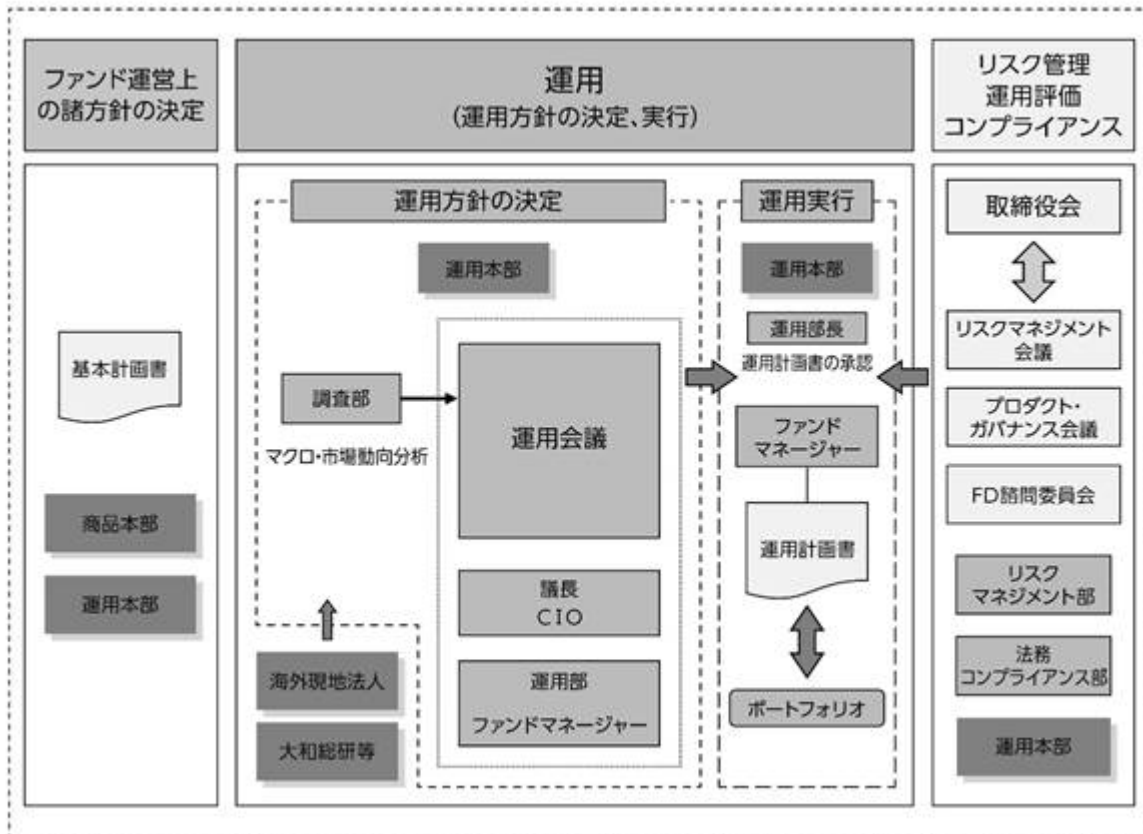 ファンド運営上
の諸方針の決定
運用
(運用方針の決定、実行)
リスク管理
運用評価
コンプライアンス
基本計画書
商品本部
運用本部
運用方針の決定
運用本部
調査部
マクロ・市場動向分析
運用会議
議長
CIO
運用部
ファンドマネージャー
海外現地法人
大和総研等
運用実行
運用本部
運用部長
運用計画書の承認
ファンド
マネージャー
運用計画書
ポートフォリオ
取締役会
リスクマネジメント
会議
プロダクト・
ガバナンス会議
FD諮問委員会
リスク
マネジメント部
法務
コンプライアンス部
運用本部